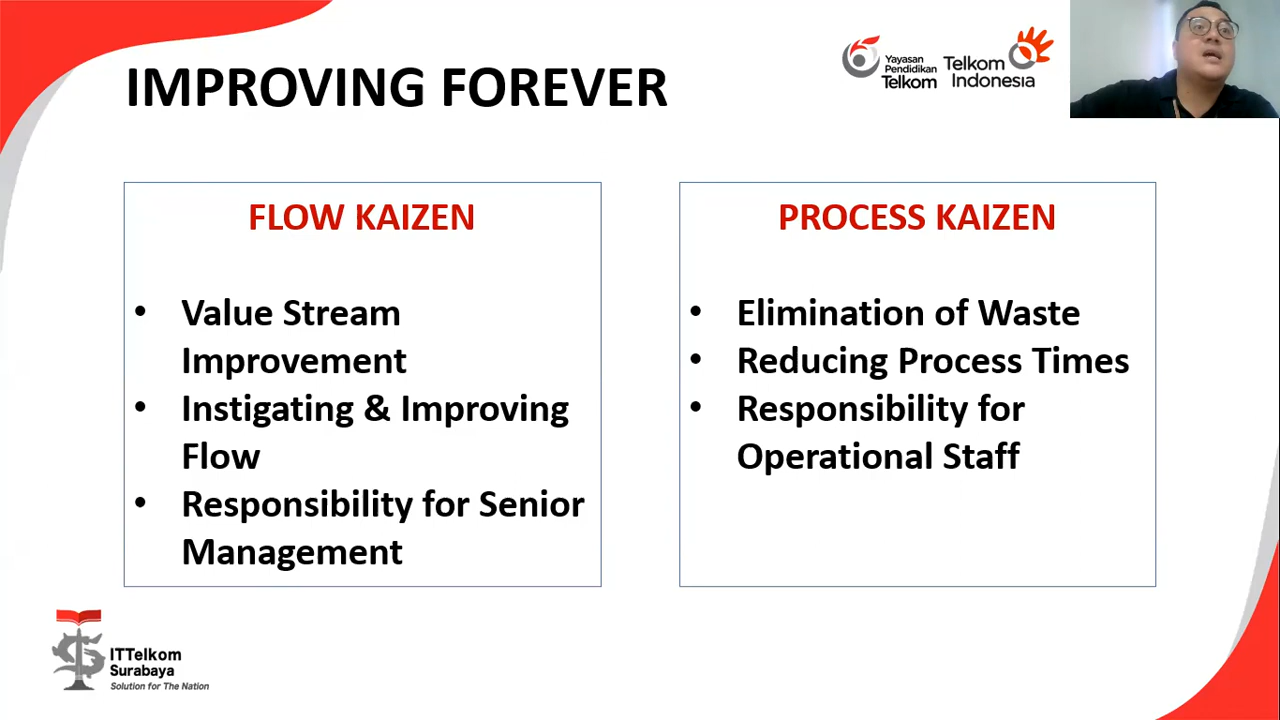 IMPROVING FOREVER
Yayasan
Pendidikan
Telkom
Telkom
Indonesia
FLOW KAIZEN
• Value Stream
Improvement
• Instigating & Improving
Flow
• Responsibility for Senior
Management
PROCESS KAIZEN
• Elimination of Waste
• Reducing Process Times
• Responsibility for
Operational Staff
ITTelkom
Surabaya
Solution for The Nation